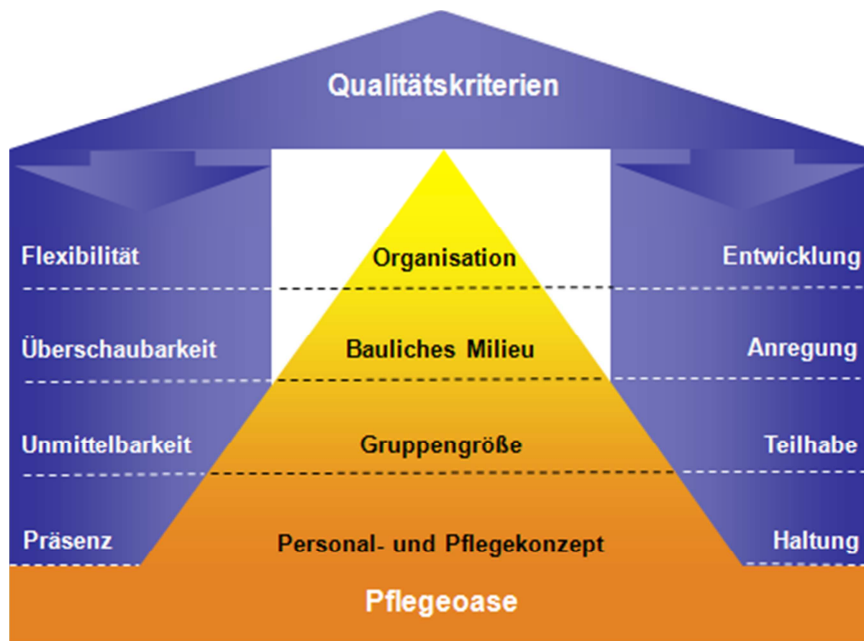 Qualitätskriterien
Flexibilität Organisation Entwicklung
Überschaubarkeit Bauliches Milieu Anregung
Unmittelbarkeit Gruppengröße Teilhabe
Präsenz Personal- und Pflegekonzept Haltung
Pflegeoase